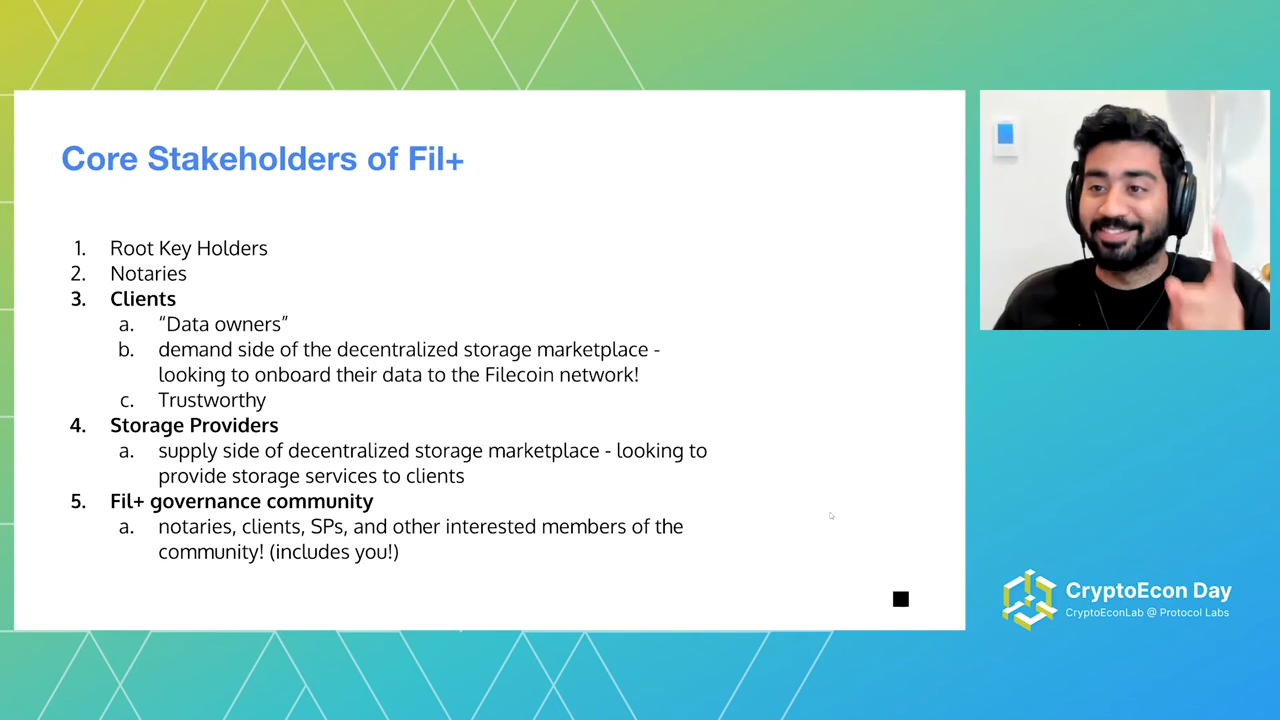 Core Stakeholders of Fil+
1. Root Key Holders
2. Notaries
3. Clients
a. “Data owners”
b. demand side of the decentralized storage marketplace -
looking to onboard their data to the Filecoin network!
c. Trustworthy
4. Storage Providers
a. supply side of decentralized storage marketplace - looking to
provide storage services to clients
5. Fil+ governance community
a. notaries, clients, SPs, and other interested members of the
community! (includes you!)
CryptoEcon Day
CryptoEconLab @ Protocol Labs